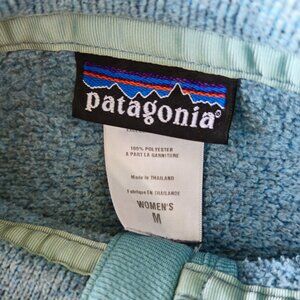 patagonia®
100% POLYESTER
À PART LA GARNITURE
Made in THAILAND
Fabriqué EN THAILANDE
WOMEN'S
M